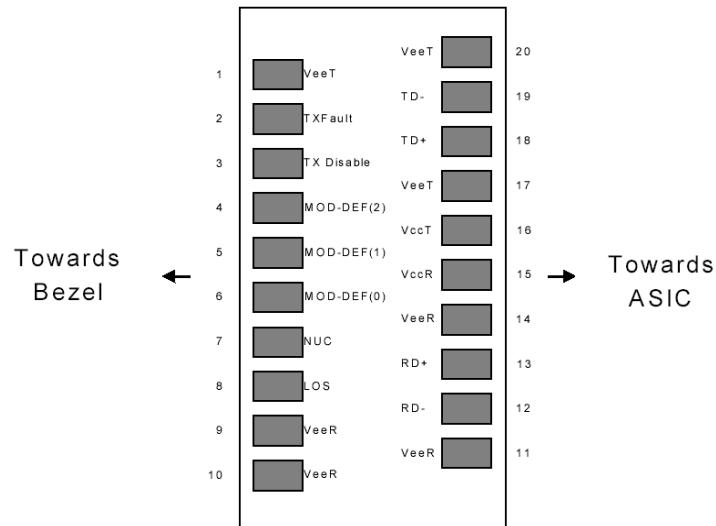 VeeT 20
1 VeeT
TD- 19
2 TXFault
TD+ 18
3 TX Disable
VeeT 17
4 MOD-DEF(2)
VccT 16
5 MOD-DEF(1)
Towards
Bezel
VccR 15
Towards
ASIC
6 MOD-DEF(0)
VeeR 14
7 NUC
RD+ 13
8 LOS
RD- 12
9 VeeR
VeeR 11
10 VeeR